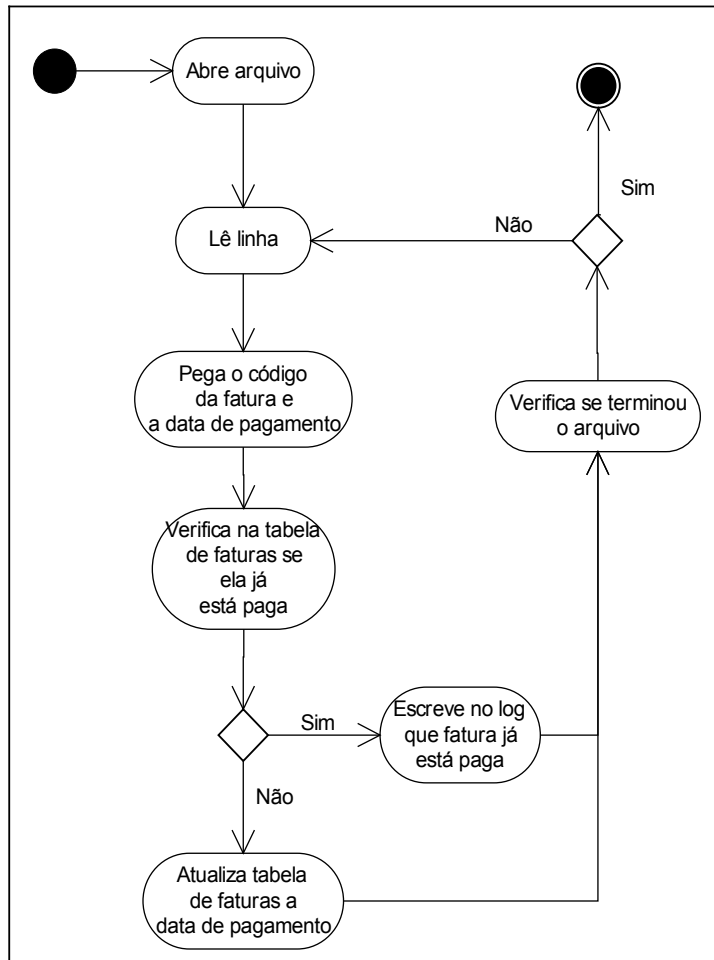 Abre arquivo
Sim
Não
Lê linha
Pega o código
da fatura e
a data de pagamento
Verifica se terminou
o arquivo
Verifica na tabela
de faturas se
ela já
está paga
Escreve no log
que fatura já
está paga
Sim
Não
Atualiza tabela
de faturas a
data de pagamento